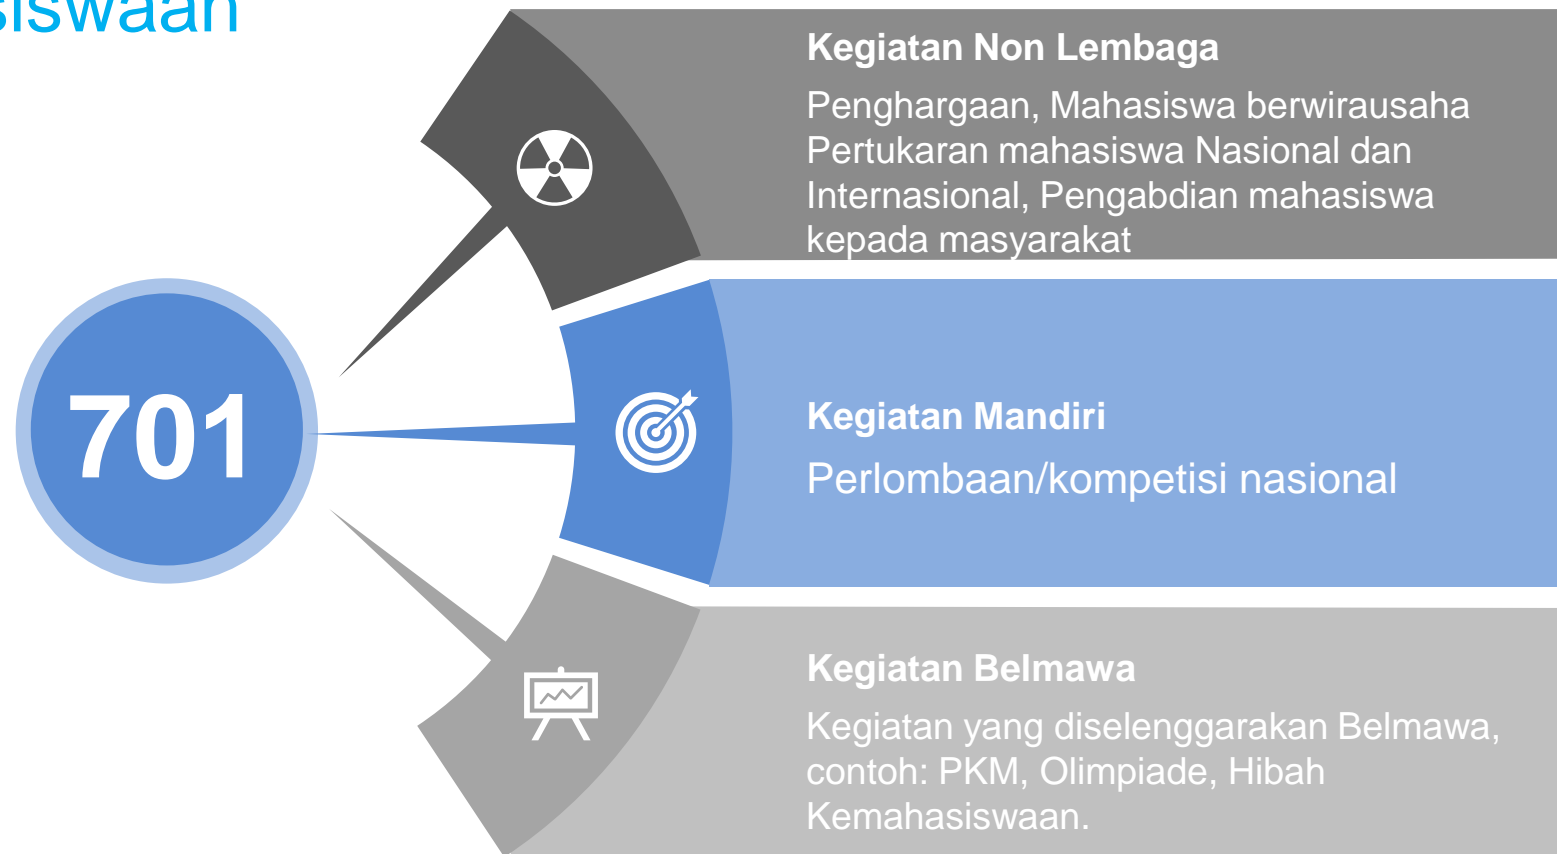 siswaan
Kegiatan Non Lembaga
Penghargaan, Mahasiswa berwirausaha
Pertukaran mahasiswa Nasional dan
Internasional, Pengabdian mahasiswa
kepada masyarakat
701
Kegiatan Mandiri
Perlombaan/kompetisi nasional
Kegiatan Belmawa
Kegiatan yang diselenggarakan Belmawa,
contoh: PKM, Olimpiade, Hibah
Kemahasiswaan.